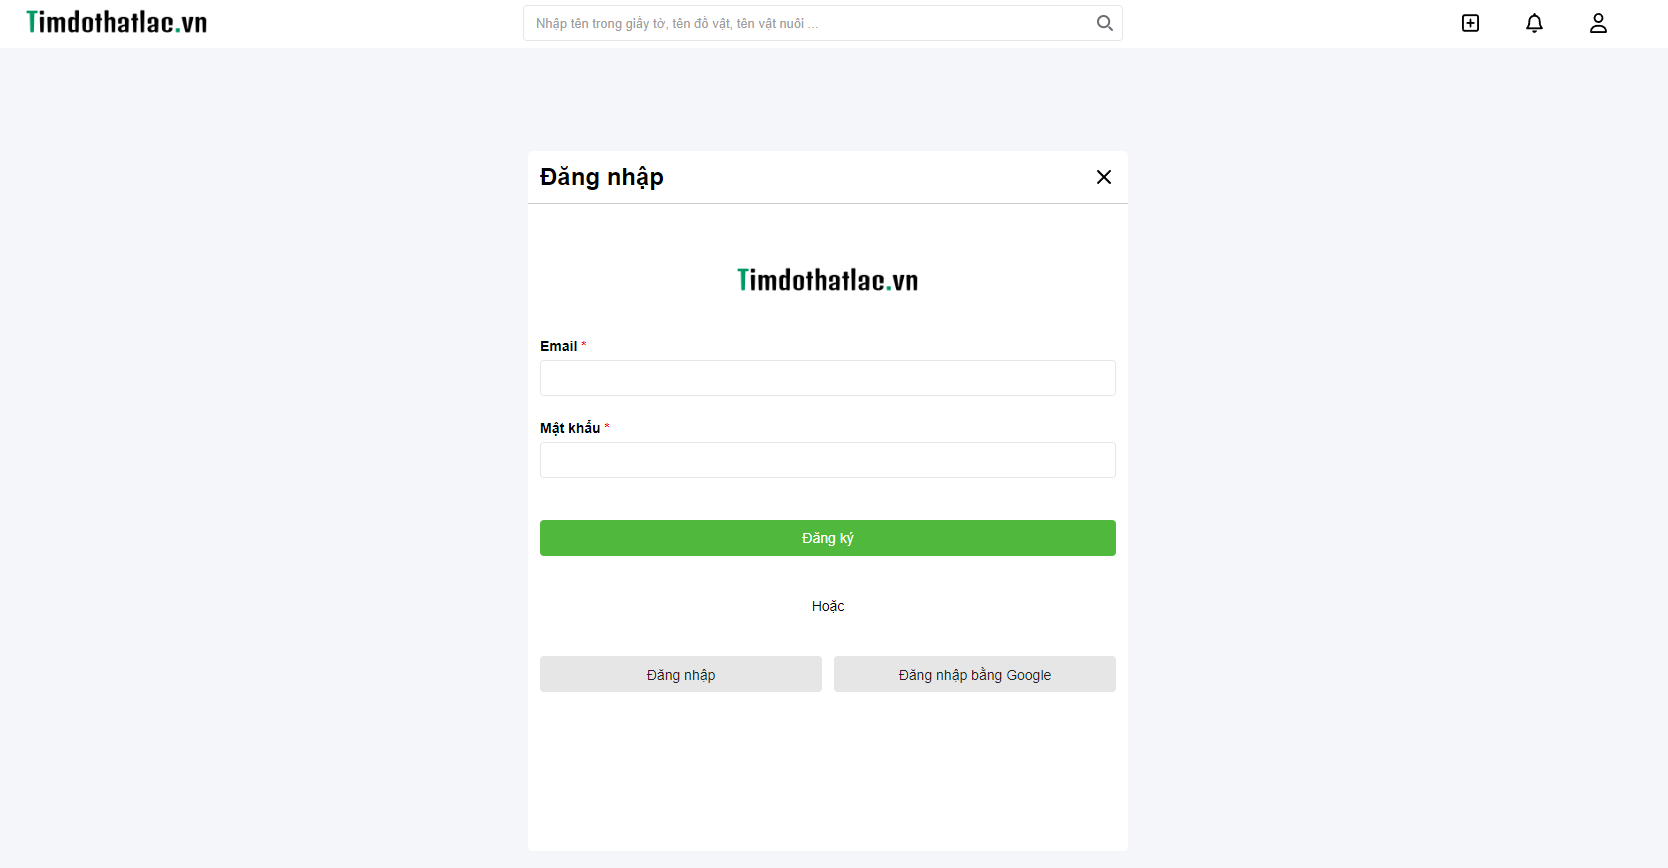 Timdothatlac.vn
Nhập tên trong giấy tờ, tên đồ vật, tên vật nuôi ...
Đăng nhập
Timdothatlac.vn
Email *
Mật khẩu *
Đăng ký
Hoặc
Đăng nhập
Đăng nhập bằng Google